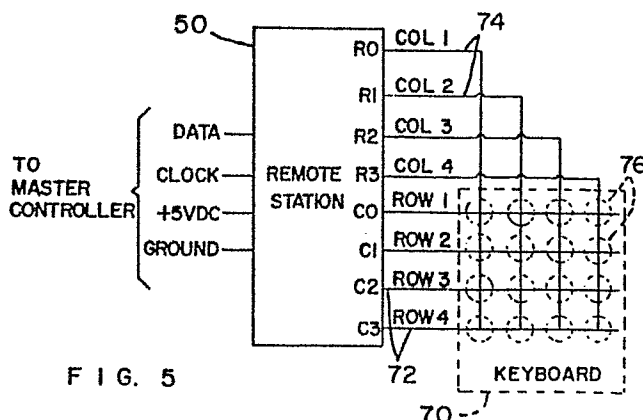 50
R0 COL 1 74
R1 COL 2
DATA R2 COL 3
TO MASTER CONTROLLER
CLOCK REMOTE STATION R3 COL 4 76
+5VDC C0 ROW 1
GROUND C1 ROW 2
C2 ROW 3
C3 ROW 4
72
KEYBOARD
FIG. 5
70